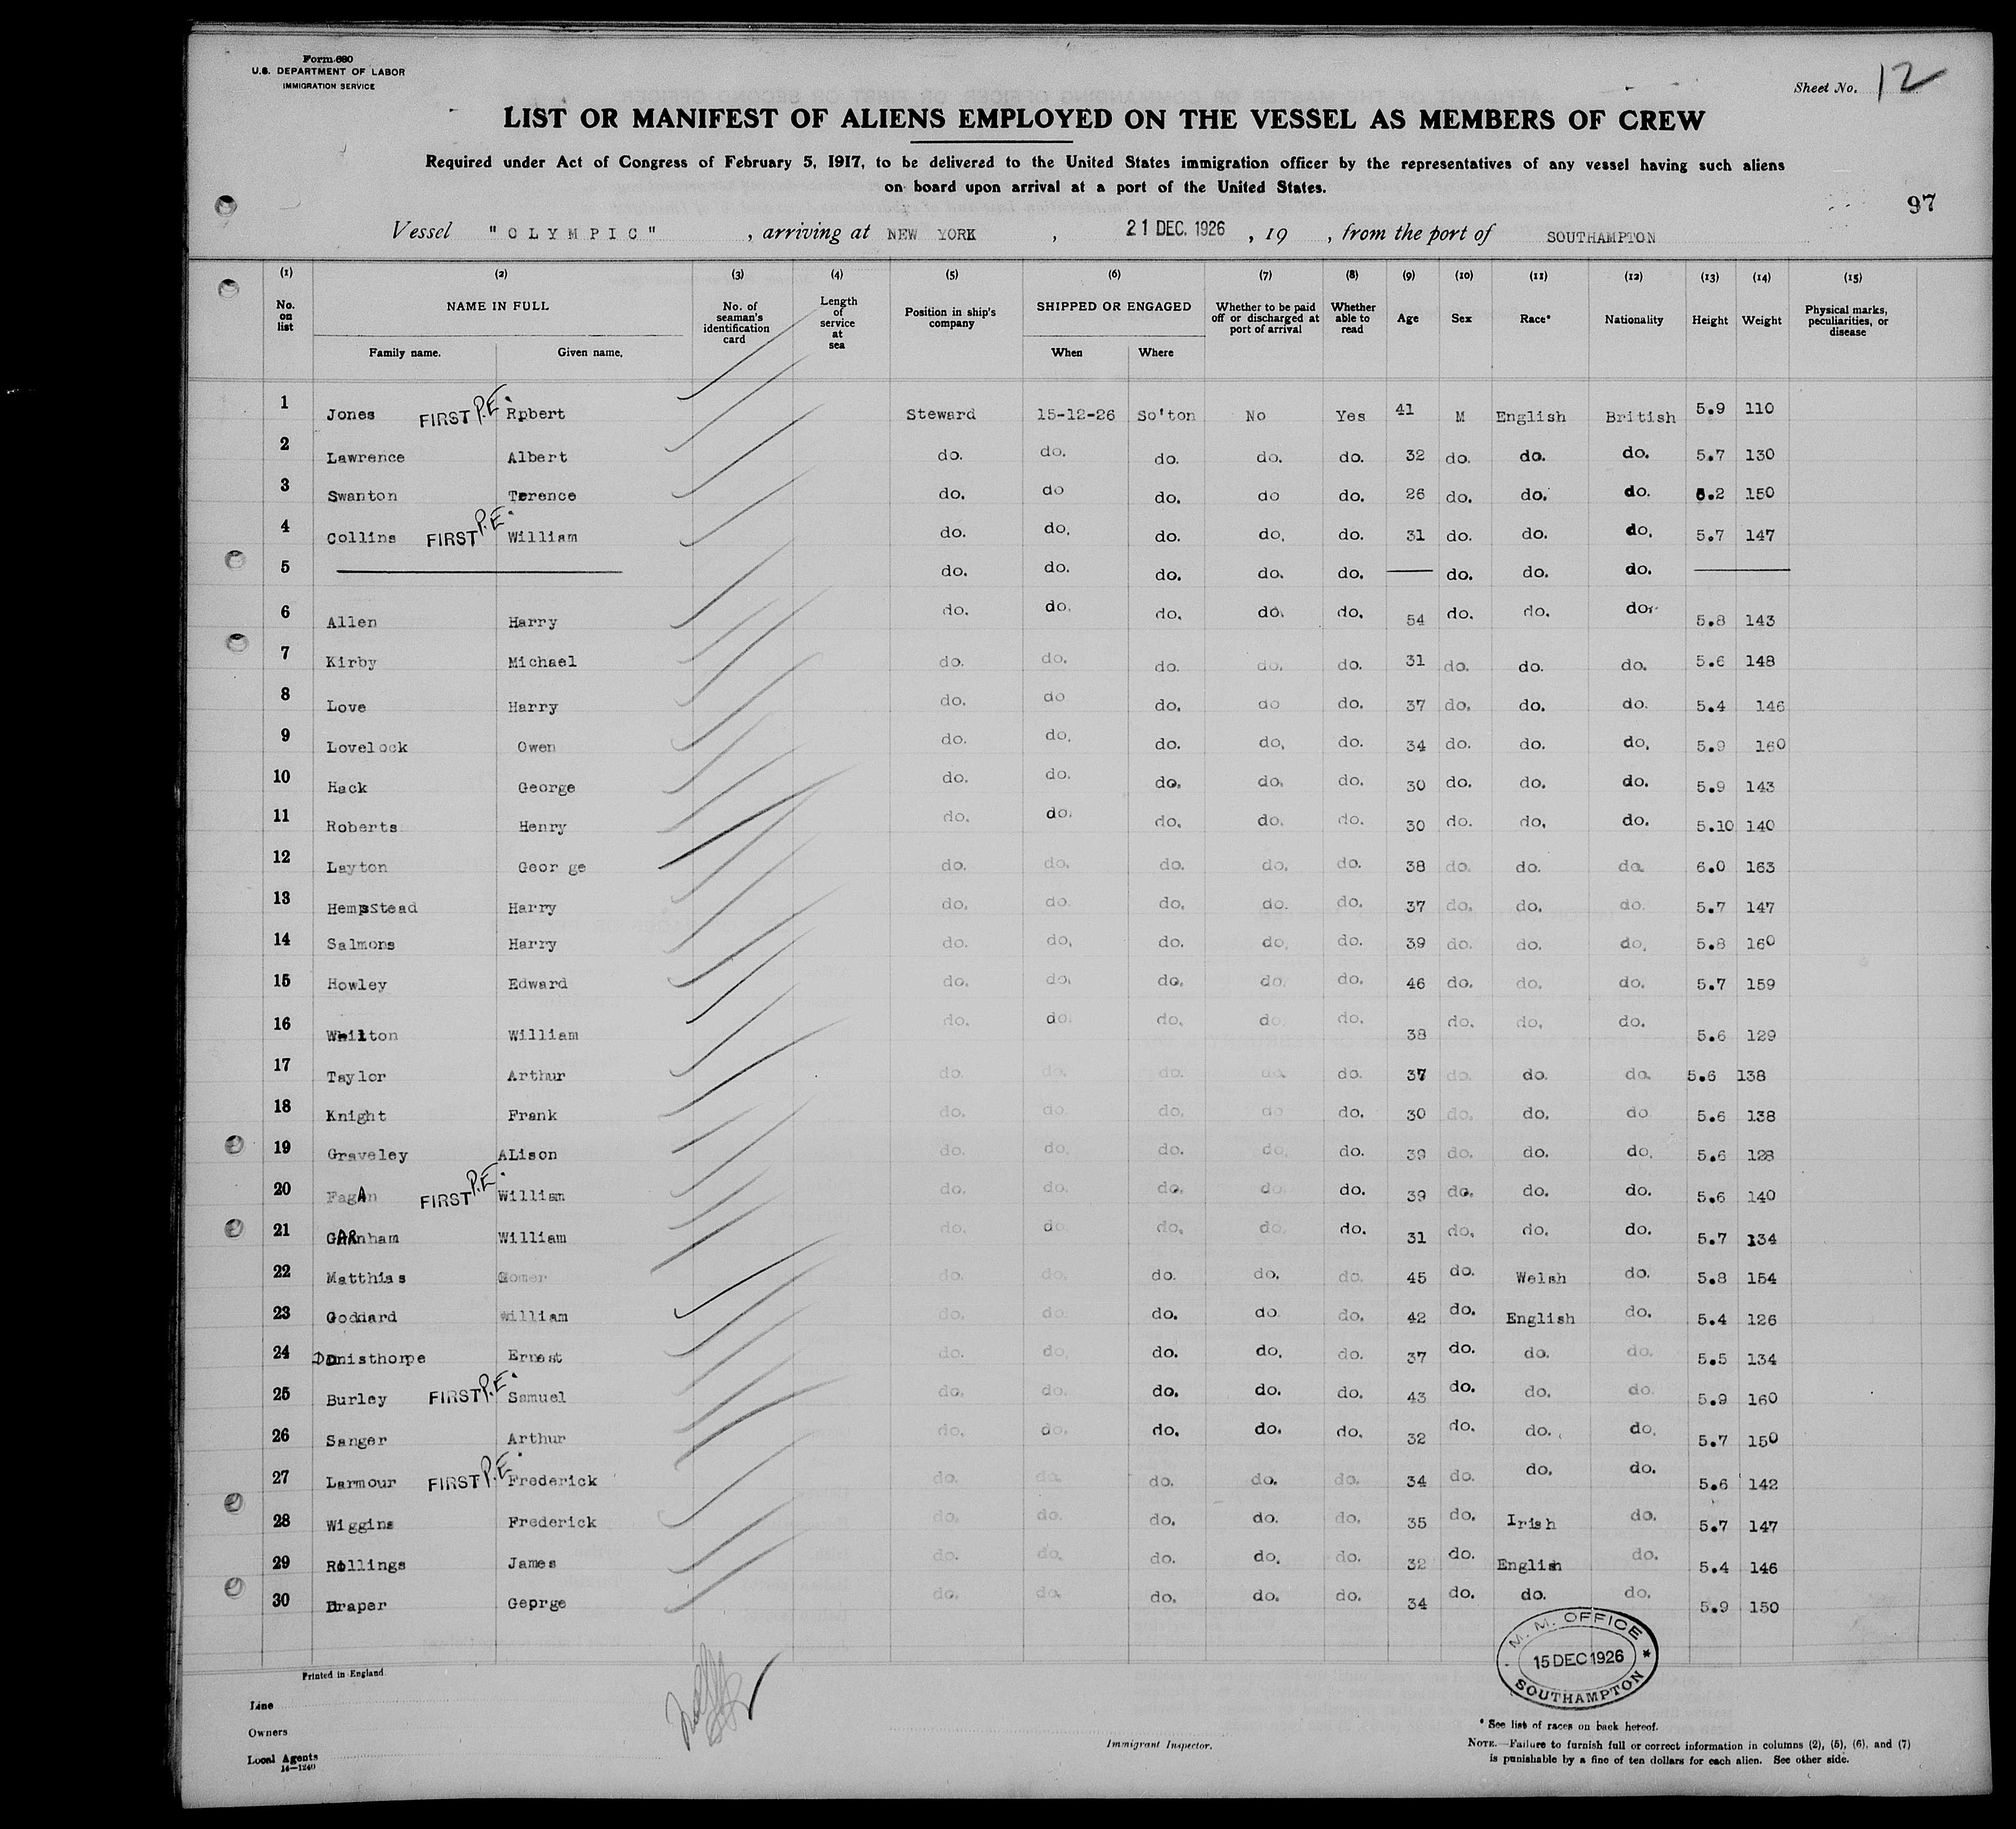 Form 680
U.S. DEPARTMENT OF LABOR
IMMIGRATION SERVICE
Sheet No. 12
LIST OR MANIFEST OF ALIENS EMPLOYED ON THE VESSEL AS MEMBERS OF CREW
Required under Act of Congress of February 5, 1917, to be delivered to the United States immigration officer by the representatives of any vessel having such aliens
on board upon arrival at a port of the United States.
97
Vessel "OLYMPIC" , arriving at NEW YORK , 21 DEC. 1926 , 19 , from the port of SOUTHAMPTON
(1) (2) (3) (4) (5) (6) (7) (8) (9) (10) (11) (12) (13) (14) (15)
No. on list NAME IN FULL Family name. Given name. No. of seaman's identification card Length of service at sea Position in ship's company SHIPPED OR ENGAGED When Where Whether to be paid off or discharged at port of arrival Whether able to read Age Sex Race* Nationality Height Weight Physical marks, peculiarities, or disease
1 Jones FIRST P.E. Rpbert Steward 15-12-26 So'ton No Yes 41 M English British 5.9 110
2 Lawrence Albert do. do. do. do. do. 32 do. do. do. 5.7 130
3 Swanton Terence do. do do. do do. 26 do. do. do. 5.2 150
4 Collins FIRST P.E. William do. do. do. do. do. 31 do. do. do. 5.7 147
5 do. do. do. do. do. do. do. do.
6 Allen Harry do. do. do. do. do. 54 do. do. do. 5.8 143
7 Kirby Michael do. do. do. do. do. 31 do. do. do. 5.6 148
8 Love Harry do. do do. do do. 37 do. do. do. 5.4 146
9 Lovelock Owen do. do. do. do. do. 34 do. do. do. 5.9 160
10 Hack George do. do. do. do. do. 30 do. do. do. 5.9 143
11 Roberts Henry do. do. do. do. do. 30 do. do. do. 5.10 140
12 Layton Geor ge do. do. do. do. do. 38 do. do. do. 6.0 163
13 Hempstead Harry do. do. do. do. do. 37 do. do. do. 5.7 147
14 Salmons Harry do. do. do. do. do. 39 do. do. do. 5.8 160
15 Howley Edward do. do. do. do. do. 46 do. do. do. 5.7 159
16 Whilton William do. do. do. do. do. 38 do. do. do. 5.6 129
17 Taylor Arthur do. do. do. do. do. 37 do. do. do. 5.6 138
18 Knight Frank do. do. do. do do. 30 do. do. do 5.6 138
19 Graveley ALison do. do. do. do. do. 39 do. do. do. 5.6 128
20 FagAn FIRST P.E. William do. do. do. do. do. 39 do. do. do. 5.6 140
21 GARnham William do. do. do. do. do. 31 do. do. do. 5.7 134
22 Matthias Gomer do. do. do. do. do. 45 do. Welsh do. 5.8 154
23 Goddard William do. do. do. do do. 42 do. English do. 5.4 126
24 Donisthorpe Ernest do. do. do. do. do. 37 do. do. do. 5.5 134
25 Burley FIRST P.E. Samuel do. do. do. do. do. 43 do. do. do. 5.9 160
26 Sanger Arthur do. do. do. do. do. 32 do. do. do. 5.7 150
27 Larmour FIRST P.E. Frederick do. do. do. do. do. 34 do. do. do. 5.6 142
28 Wiggins Frederick do. do. do. do. do. 35 do. Irish do. 5.7 147
29 Rollings James do. do. do. do. do. 32 do. English do. 5.4 146
30 Draper Geprge do. do. do. do. do. 34 do. do. do. 5.9 150
M. M. OFFICE
15 DEC 1926
SOUTHAMPTON
Printed in England
Line
Owners
Local Agents
14-1240
Immigrant Inspector.
* See list of races on back hereof.
NOTE.—Failure to furnish full or correct information in columns (2), (5), (6), and (7)
is punishable by a fine of ten dollars for each alien. See other side.